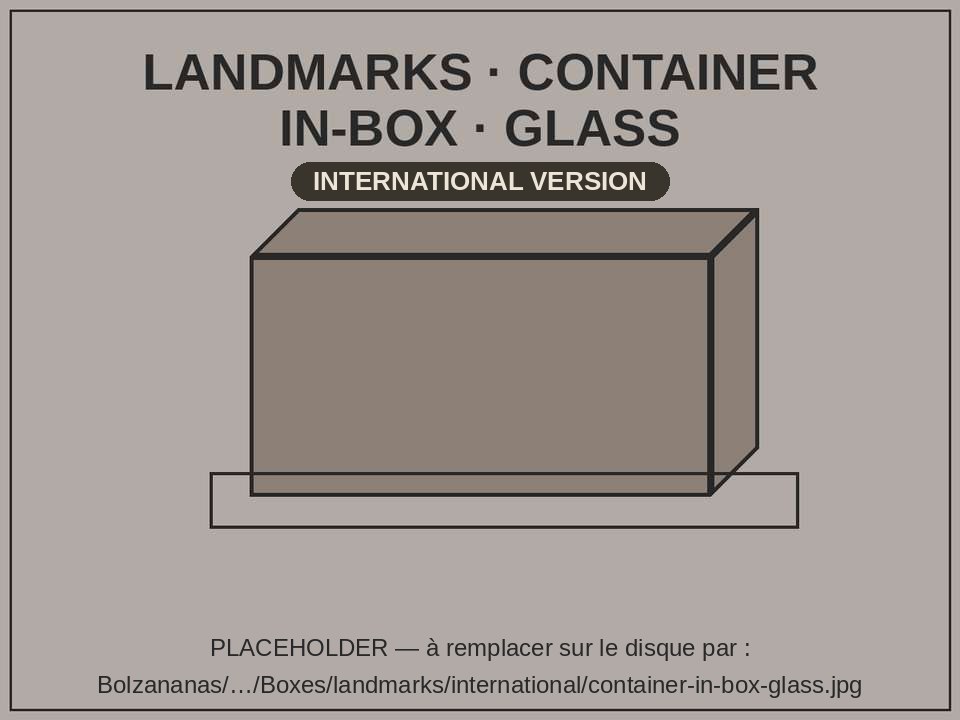 LANDMARKS · CONTAINER
IN-BOX · GLASS
INTERNATIONAL VERSION
PLACEHOLDER — à remplacer sur le disque par :
Bolzananas/…/Boxes/landmarks/international/container-in-box-glass.jpg